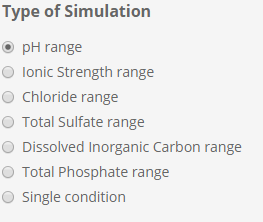 Type of Simulation
pH range
Ionic Strength range
Chloride range
Total Sulfate range
Dissolved Inorganic Carbon range
Total Phosphate range
Single condition